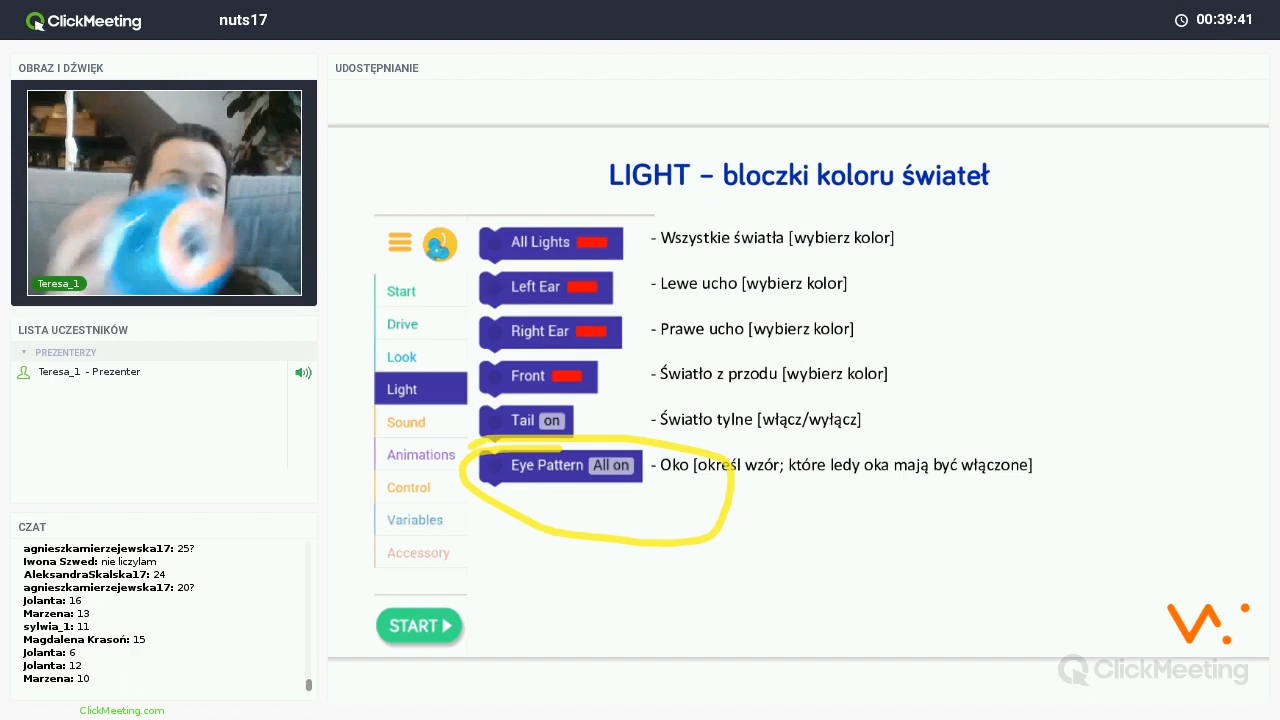 ClickMeeting
nuts17
00:39:41
OBRAZ I DŹWIĘK
Teresa_1
LISTA UCZESTNIKÓW
PREZENTERZY
Teresa_1 - Prezenter
CZAT
agnieszkamierzejewska17: 25?
Iwona Szwed: nie liczyłam
AleksandraSkalska17: 24
agnieszkamierzejewska17: 20?
Jolanta: 16
Marzena: 13
sylwia_1: 11
Magdalena Krasoń: 15
Jolanta: 6
Jolanta: 12
Marzena: 10
ClickMeeting.com
UDOSTĘPNIANIE
LIGHT – bloczki koloru świateł
Start
Drive
Look
Light
Sound
Animations
Control
Variables
Accessory
START
All Lights - Wszystkie światła [wybierz kolor]
Left Ear - Lewe ucho [wybierz kolor]
Right Ear - Prawe ucho [wybierz kolor]
Front - Światło z przodu [wybierz kolor]
Tail on - Światło tylne [włącz/wyłącz]
Eye Pattern All on - Oko [określ wzór; które ledy oka mają być włączone]
ClickMeeting